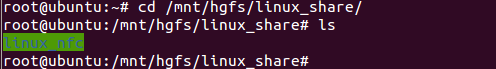 root@ubuntu:~# cd /mnt/hgfs/linux_share/
root@ubuntu:/mnt/hgfs/linux_share# ls
linux_nfc
root@ubuntu:/mnt/hgfs/linux_share#